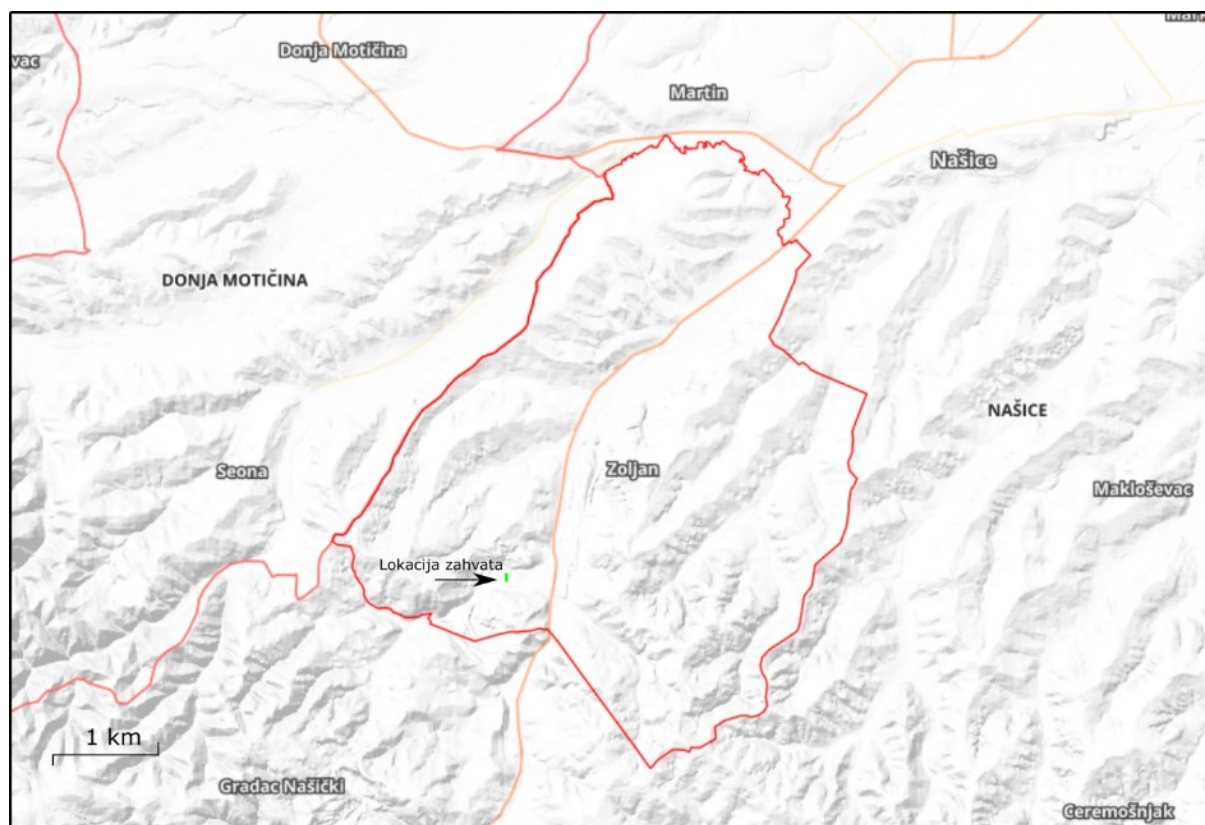 Donja Motičina
Martin
Našice
DONJA MOTIČINA
NAŠICE
Seona
Zoljan
Makloševac
Lokacija zahvata
1 km
Gradac Našički
Ceremošnjak